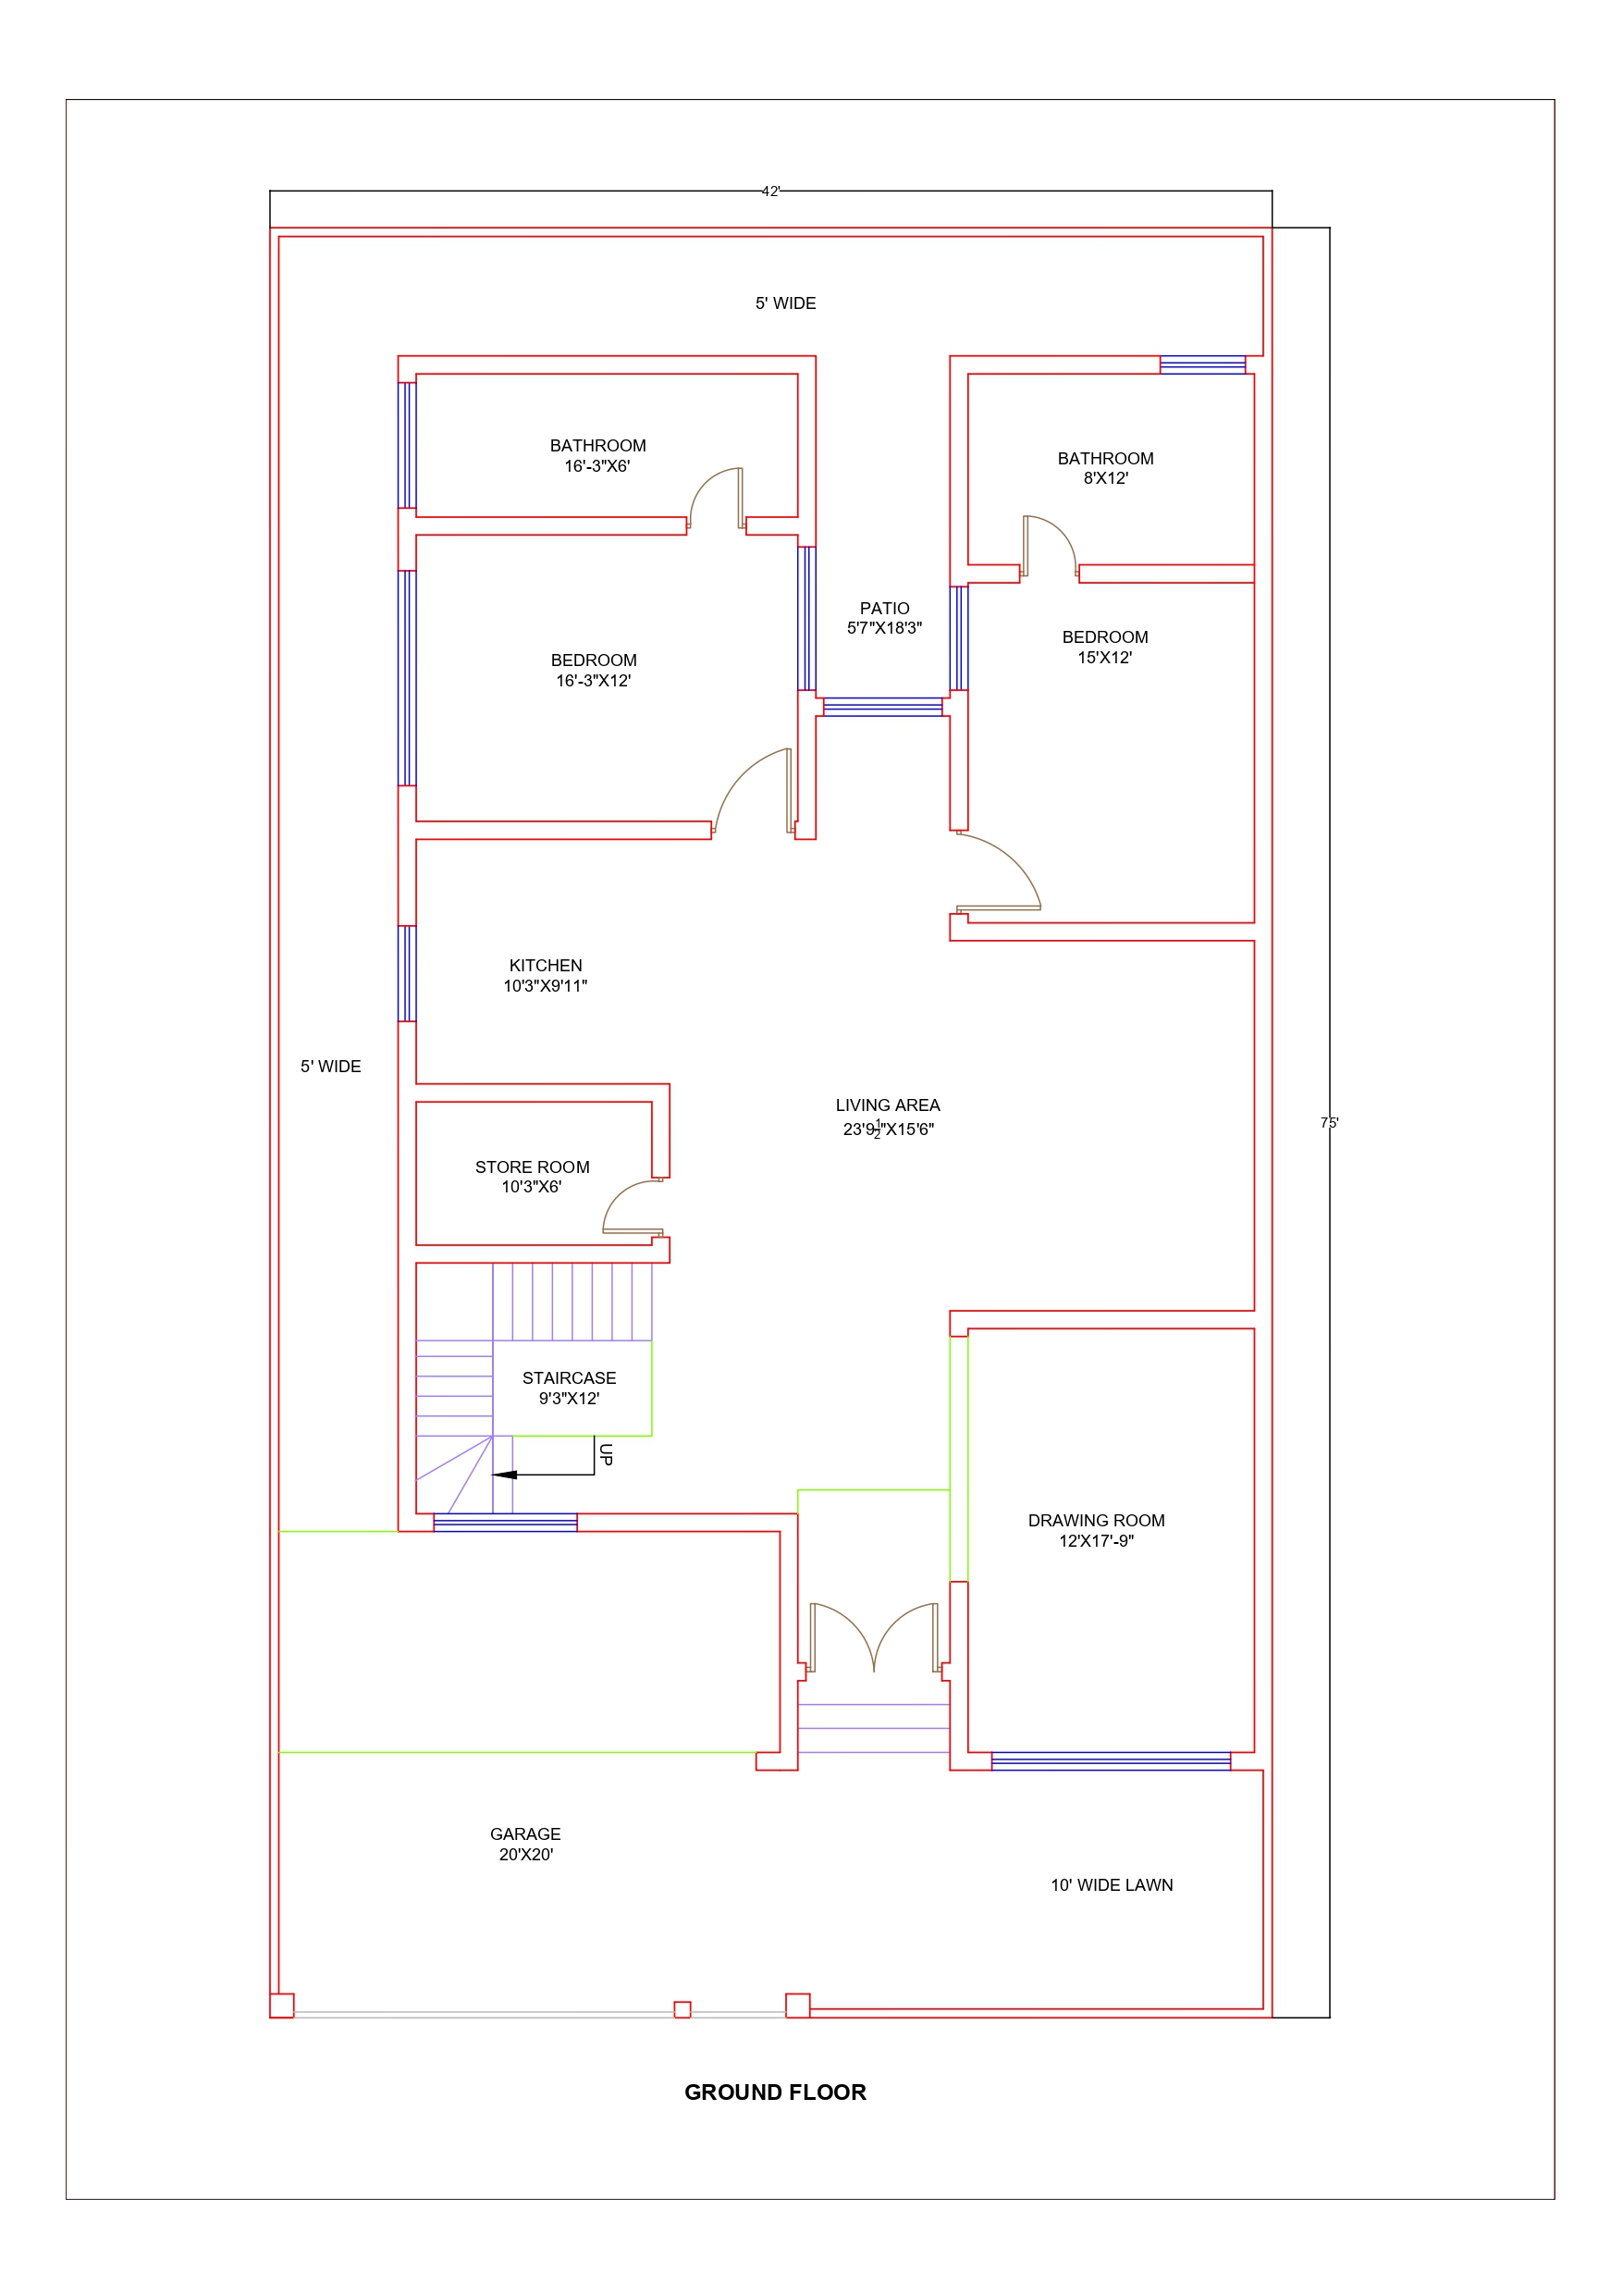 42'
5' WIDE
BATHROOM
16'-3"X6'
BATHROOM
8'X12'
PATIO
5'7"X18'3"
BEDROOM
15'X12'
BEDROOM
16'-3"X12'
KITCHEN
10'3"X9'11"
5' WIDE
LIVING AREA
23'9½"X15'6"
75'
STORE ROOM
10'3"X6'
STAIRCASE
9'3"X12'
UP
DRAWING ROOM
12'X17'-9"
GARAGE
20'X20'
10' WIDE LAWN
GROUND FLOOR